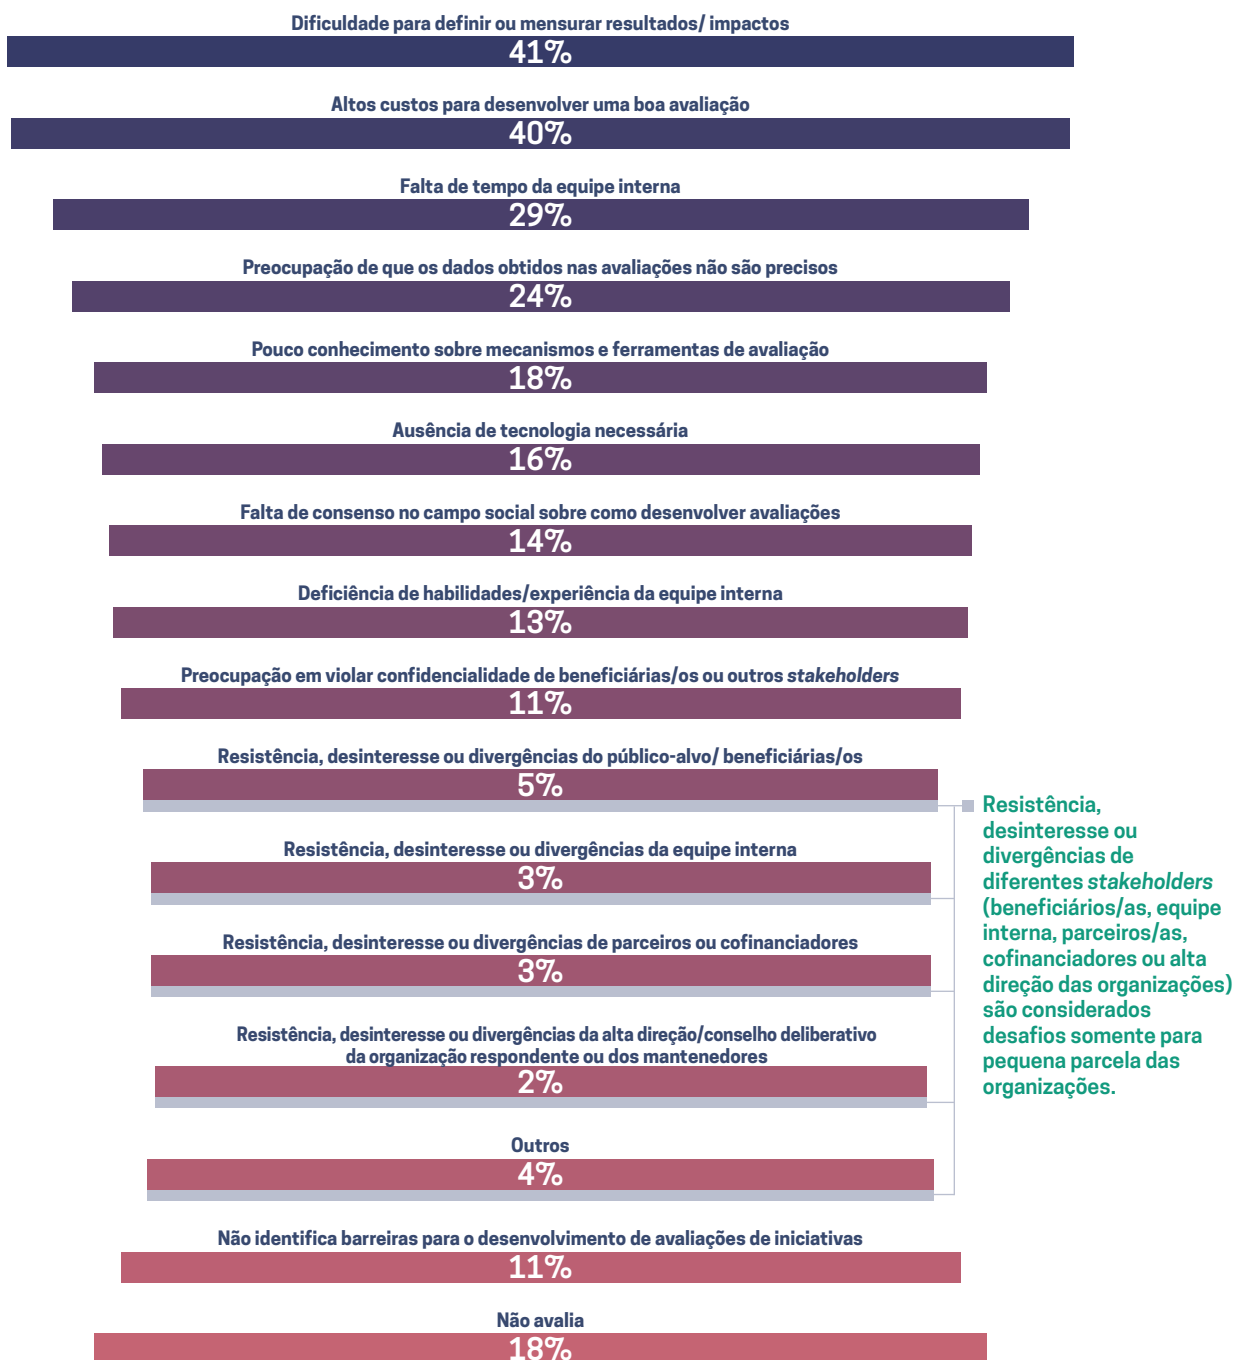 Dificuldade para definir ou mensurar resultados/ impactos
41%
Altos custos para desenvolver uma boa avaliação
40%
Falta de tempo da equipe interna
29%
Preocupação de que os dados obtidos nas avaliações não são precisos
24%
Pouco conhecimento sobre mecanismos e ferramentas de avaliação
18%
Ausência de tecnologia necessária
16%
Falta de consenso no campo social sobre como desenvolver avaliações
14%
Deficiência de habilidades/experiência da equipe interna
13%
Preocupação em violar confidencialidade de beneficiárias/os ou outros stakeholders
11%
Resistência, desinteresse ou divergências do público-alvo/ beneficiárias/os
5%
Resistência, desinteresse ou divergências da equipe interna
3%
Resistência, desinteresse ou divergências de parceiros ou cofinanciadores
3%
Resistência, desinteresse ou divergências da alta direção/conselho deliberativo
da organização respondente ou dos mantenedores
2%
Outros
4%
Resistência,
desinteresse ou
divergências de
diferentes stakeholders
(beneficiários/as, equipe
interna, parceiros/as,
cofinanciadores ou alta
direção das organizações)
são considerados
desafios somente para
pequena parcela das
organizações.
Não identifica barreiras para o desenvolvimento de avaliações de iniciativas
11%
Não avalia
18%